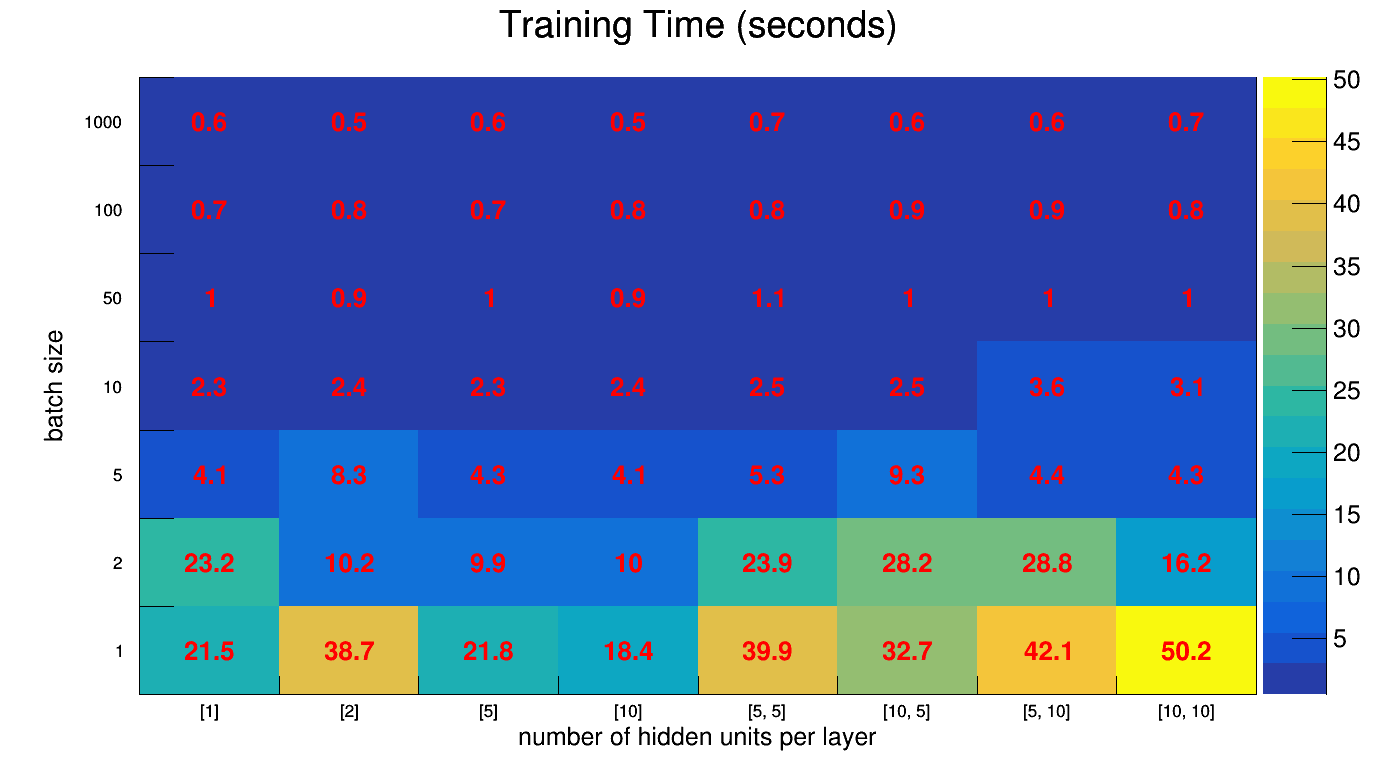 Training Time (seconds)
1000 0.6 0.5 0.6 0.5 0.7 0.6 0.6 0.7
100 0.7 0.8 0.7 0.8 0.8 0.9 0.9 0.8
50 1 0.9 1 0.9 1.1 1 1 1
10 2.3 2.4 2.3 2.4 2.5 2.5 3.6 3.1
5 4.1 8.3 4.3 4.1 5.3 9.3 4.4 4.3
2 23.2 10.2 9.9 10 23.9 28.2 28.8 16.2
1 21.5 38.7 21.8 18.4 39.9 32.7 42.1 50.2
[1] [2] [5] [10] [5, 5] [10, 5] [5, 10] [10, 10]
number of hidden units per layer
batch size
50
45
40
35
30
25
20
15
10
5